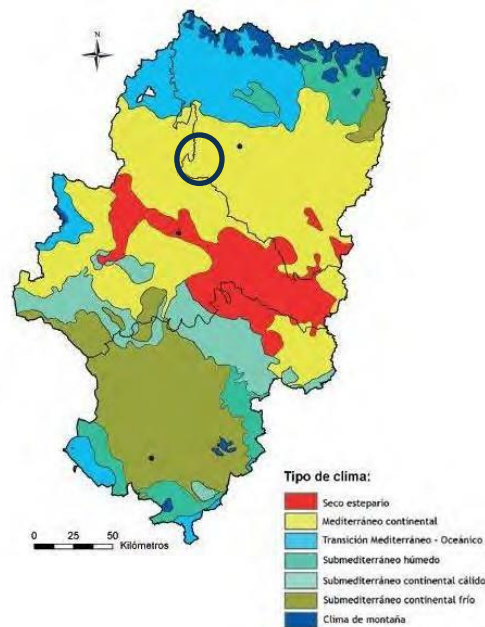 N
Tipo de clima:
Seco estepario
Mediterráneo continental
Transición Mediterráneo - Oceánico
Submediterráneo húmedo
Submediterráneo continental cálido
Submediterráneo continental frío
Clima de montaña
0 25 50
Kilómetros